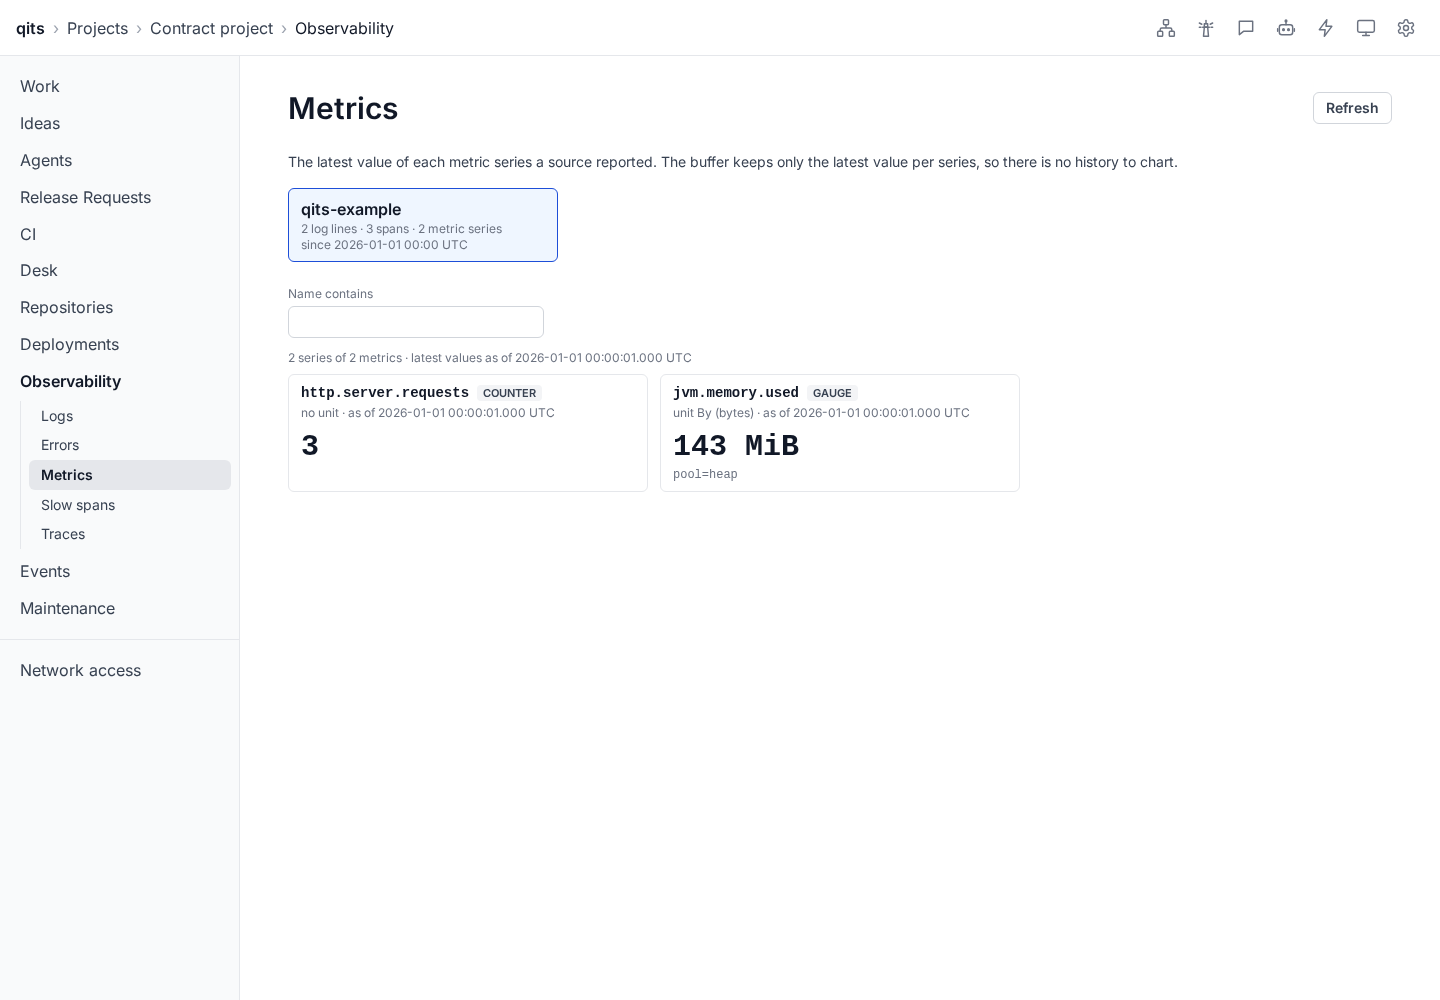 qits › Projects › Contract project › Observability
Work
Ideas
Agents
Release Requests
CI
Desk
Repositories
Deployments
Observability
Logs
Errors
Metrics
Slow spans
Traces
Events
Maintenance
Network access
Metrics
Refresh
The latest value of each metric series a source reported. The buffer keeps only the latest value per series, so there is no history to chart.
qits-example
2 log lines · 3 spans · 2 metric series
since 2026-01-01 00:00 UTC
Name contains
2 series of 2 metrics · latest values as of 2026-01-01 00:00:01.000 UTC
http.server.requests COUNTER
no unit · as of 2026-01-01 00:00:01.000 UTC
3
jvm.memory.used GAUGE
unit By (bytes) · as of 2026-01-01 00:00:01.000 UTC
143 MiB
pool=heap